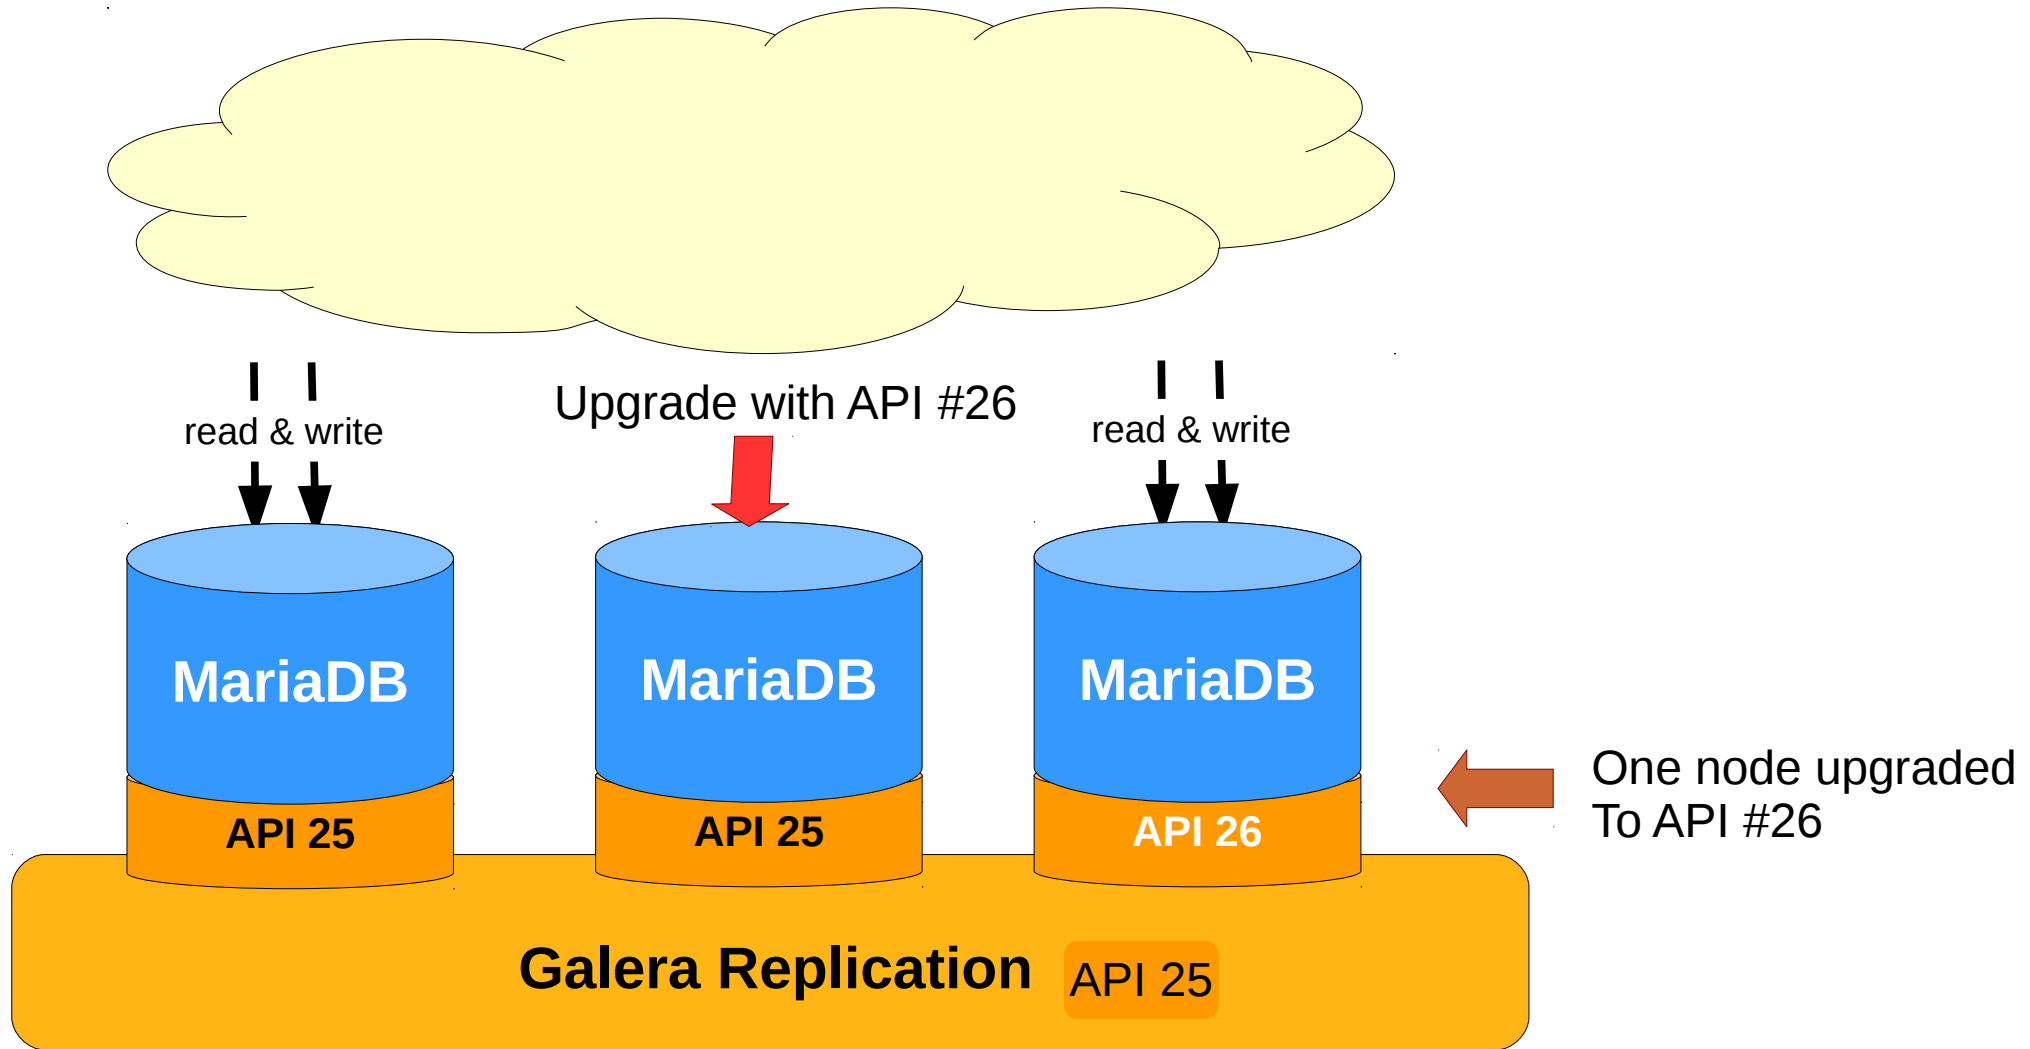 Upgrade with API #26
read & write
read & write
MariaDB
MariaDB
MariaDB
One node upgraded
To API #26
API 25
API 25
API 26
Galera Replication
API 25